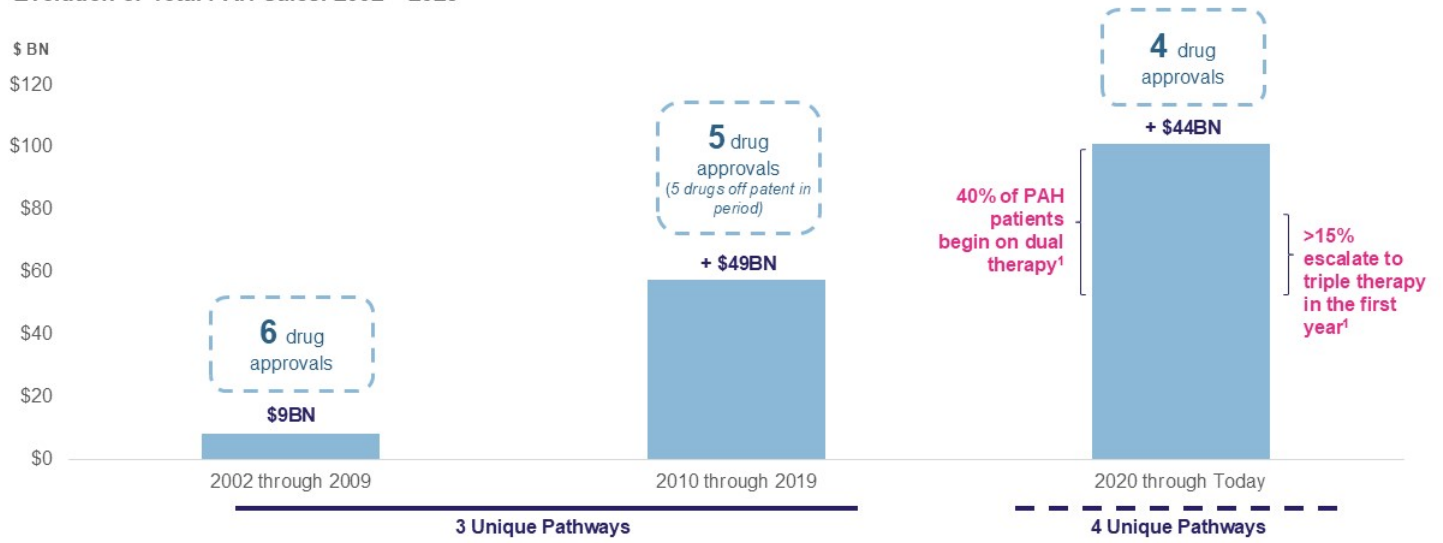 $ BN
$120
$100
$80
$60
$40
$20
$0
6 drug
approvals
$9BN
5 drug
approvals
(5 drugs off patent in
period)
+ $49BN
4 drug
approvals
+ $44BN
40% of PAH
patients
begin on dual
therapy¹
>15%
escalate to
triple therapy
in the first
year¹
2002 through 2009
2010 through 2019
2020 through Today
3 Unique Pathways
4 Unique Pathways